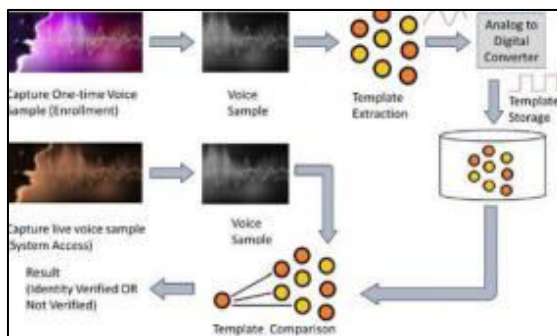 Analog to
Digital
Converter
Capture One-time Voice
Sample (Enrollment)
Voice
Sample
Template
Extraction
Template
Storage
Capture live voice sample
(System Access)
Voice
Sample
Result
(Identity Verified OR
Not Verified)
Template Comparison